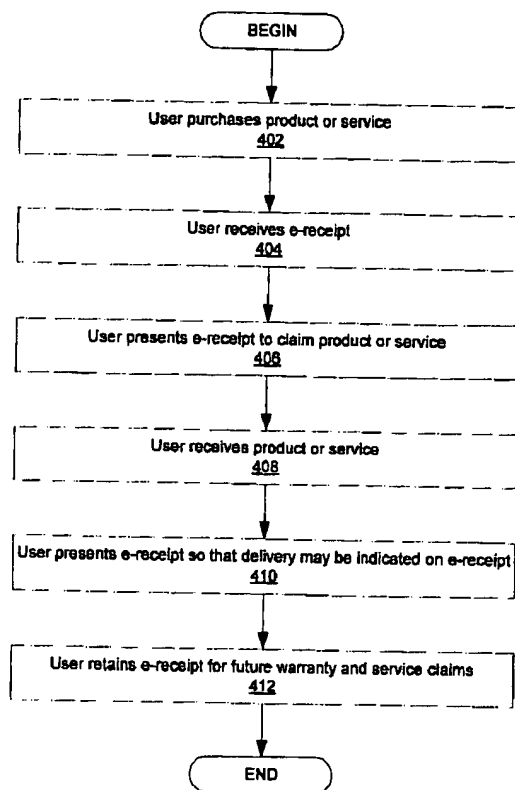 BEGIN
User purchases product or service
402
User receives e-receipt
404
User presents e-receipt to claim product or service
406
User receives product or service
408
User presents e-receipt so that delivery may be indicated on e-receipt
410
User retains e-receipt for future warranty and service claims
412
END